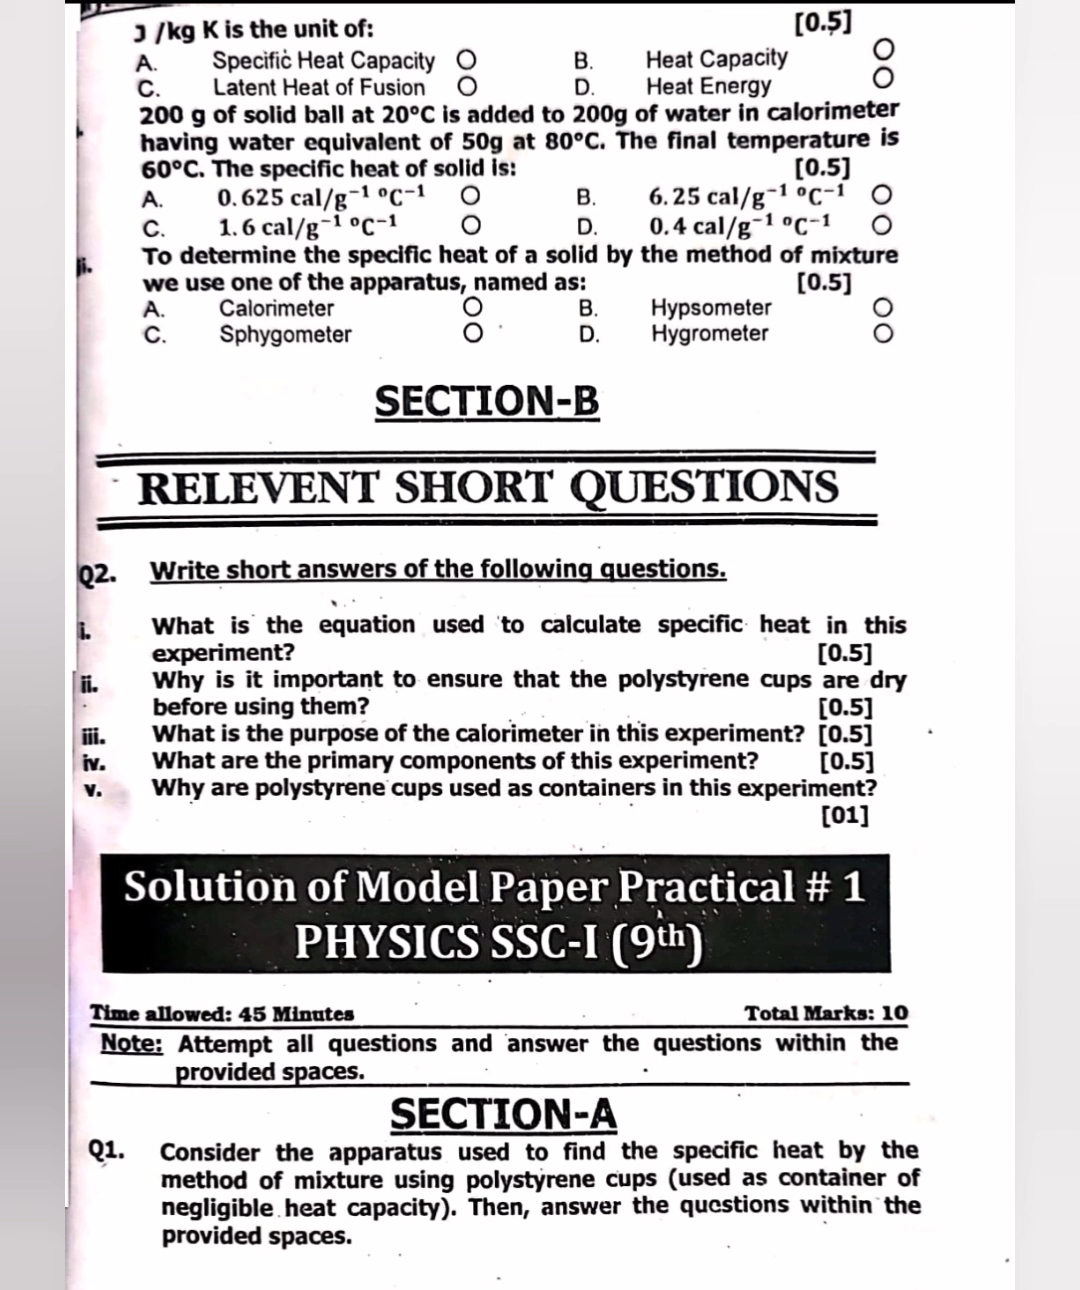 J /kg K is the unit of: [0.5]
A. Specific Heat Capacity B. Heat Capacity
C. Latent Heat of Fusion D. Heat Energy
200 g of solid ball at 20°C is added to 200g of water in calorimeter
having water equivalent of 50g at 80°C. The final temperature is
60°C. The specific heat of solid is: [0.5]
A. 0.625 cal/g⁻¹ °C⁻¹ B. 6.25 cal/g⁻¹ °C⁻¹
C. 1.6 cal/g⁻¹ °C⁻¹ D. 0.4 cal/g⁻¹ °C⁻¹
To determine the specific heat of a solid by the method of mixture
we use one of the apparatus, named as: [0.5]
A. Calorimeter B. Hypsometer
C. Sphygometer D. Hygrometer
SECTION-B
RELEVENT SHORT QUESTIONS
Q2. Write short answers of the following questions.
i. What is the equation used to calculate specific heat in this
experiment? [0.5]
ii. Why is it important to ensure that the polystyrene cups are dry
before using them? [0.5]
iii. What is the purpose of the calorimeter in this experiment? [0.5]
iv. What are the primary components of this experiment? [0.5]
v. Why are polystyrene cups used as containers in this experiment?
[01]
Solution of Model Paper Practical # 1
PHYSICS SSC-I (9th)
Time allowed: 45 Minutes Total Marks: 10
Note: Attempt all questions and answer the questions within the
provided spaces.
SECTION-A
Q1. Consider the apparatus used to find the specific heat by the
method of mixture using polystyrene cups (used as container of
negligible heat capacity). Then, answer the questions within the
provided spaces.